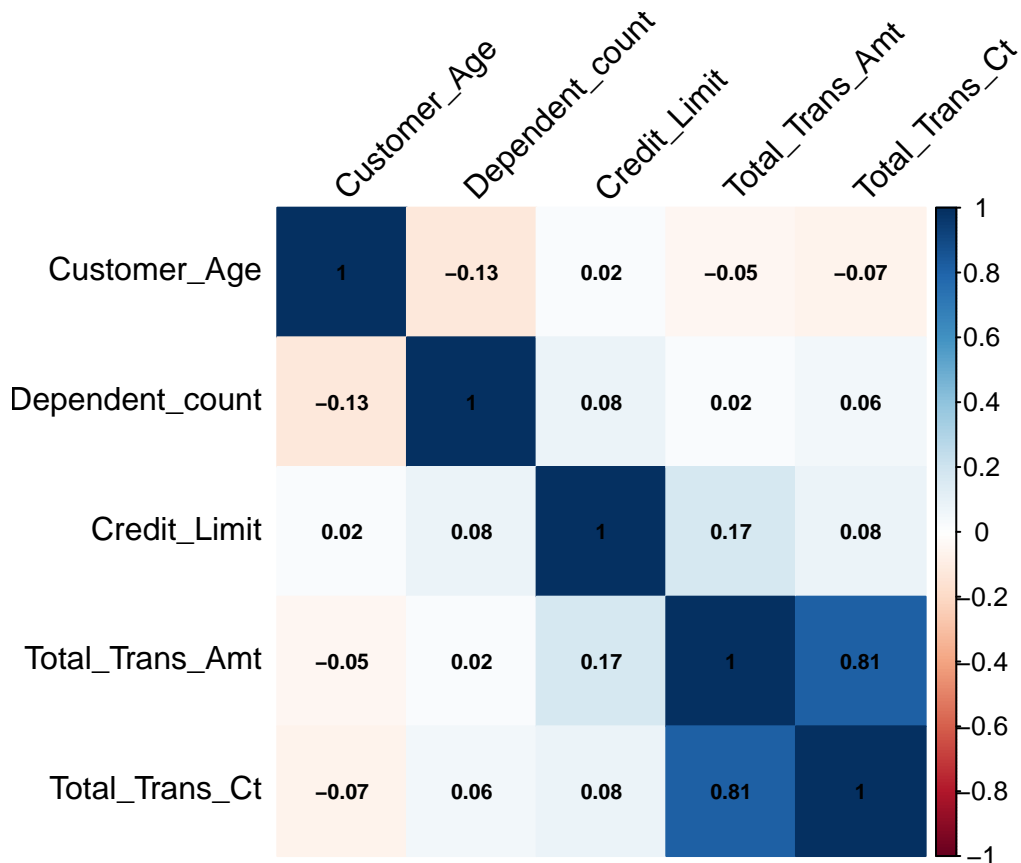 Customer_Age
Dependent_count
Credit_Limit
Total_Trans_Amt
Total_Trans_Ct
Customer_Age 1 −0.13 0.02 −0.05 −0.07
Dependent_count −0.13 1 0.08 0.02 0.06
Credit_Limit 0.02 0.08 1 0.17 0.08
Total_Trans_Amt −0.05 0.02 0.17 1 0.81
Total_Trans_Ct −0.07 0.06 0.08 0.81 1
1
0.8
0.6
0.4
0.2
0
−0.2
−0.4
−0.6
−0.8
−1